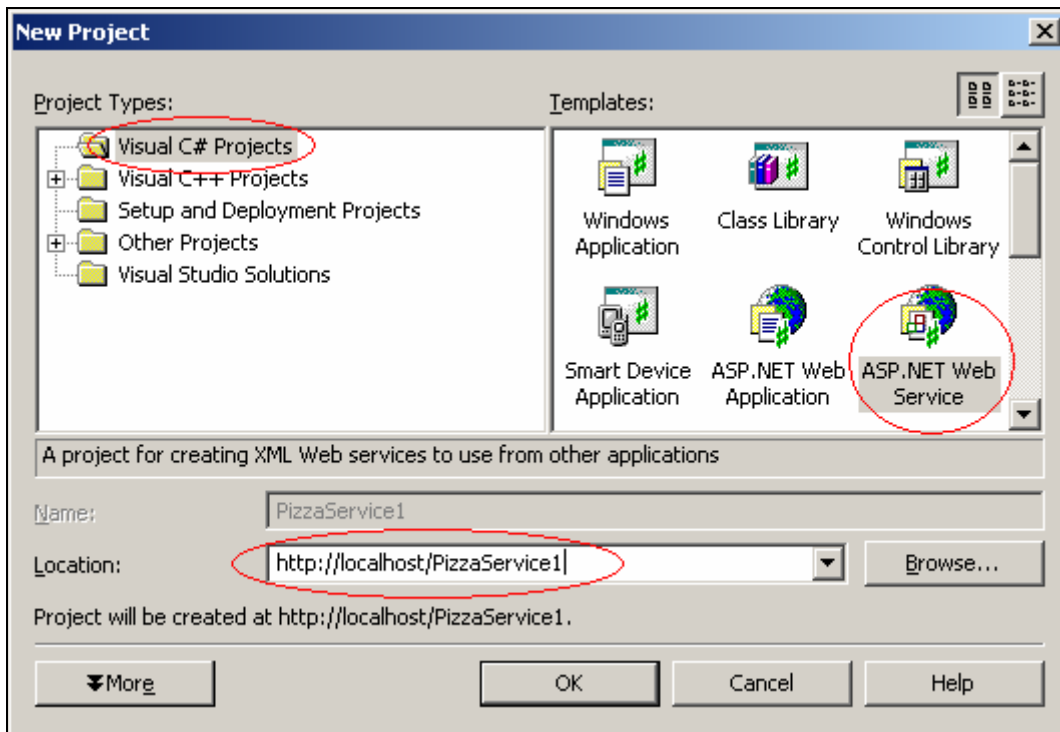 New Project
Project Types:
Templates:
Visual C# Projects
Visual C++ Projects
Setup and Deployment Projects
Other Projects
Visual Studio Solutions
Windows
Application
Class Library
Windows
Control Library
Smart Device
Application
ASP.NET Web
Application
ASP.NET Web
Service
A project for creating XML Web services to use from other applications
Name:
PizzaService1
Location:
http://localhost/PizzaService1
Browse...
Project will be created at http://localhost/PizzaService1.
More
OK
Cancel
Help